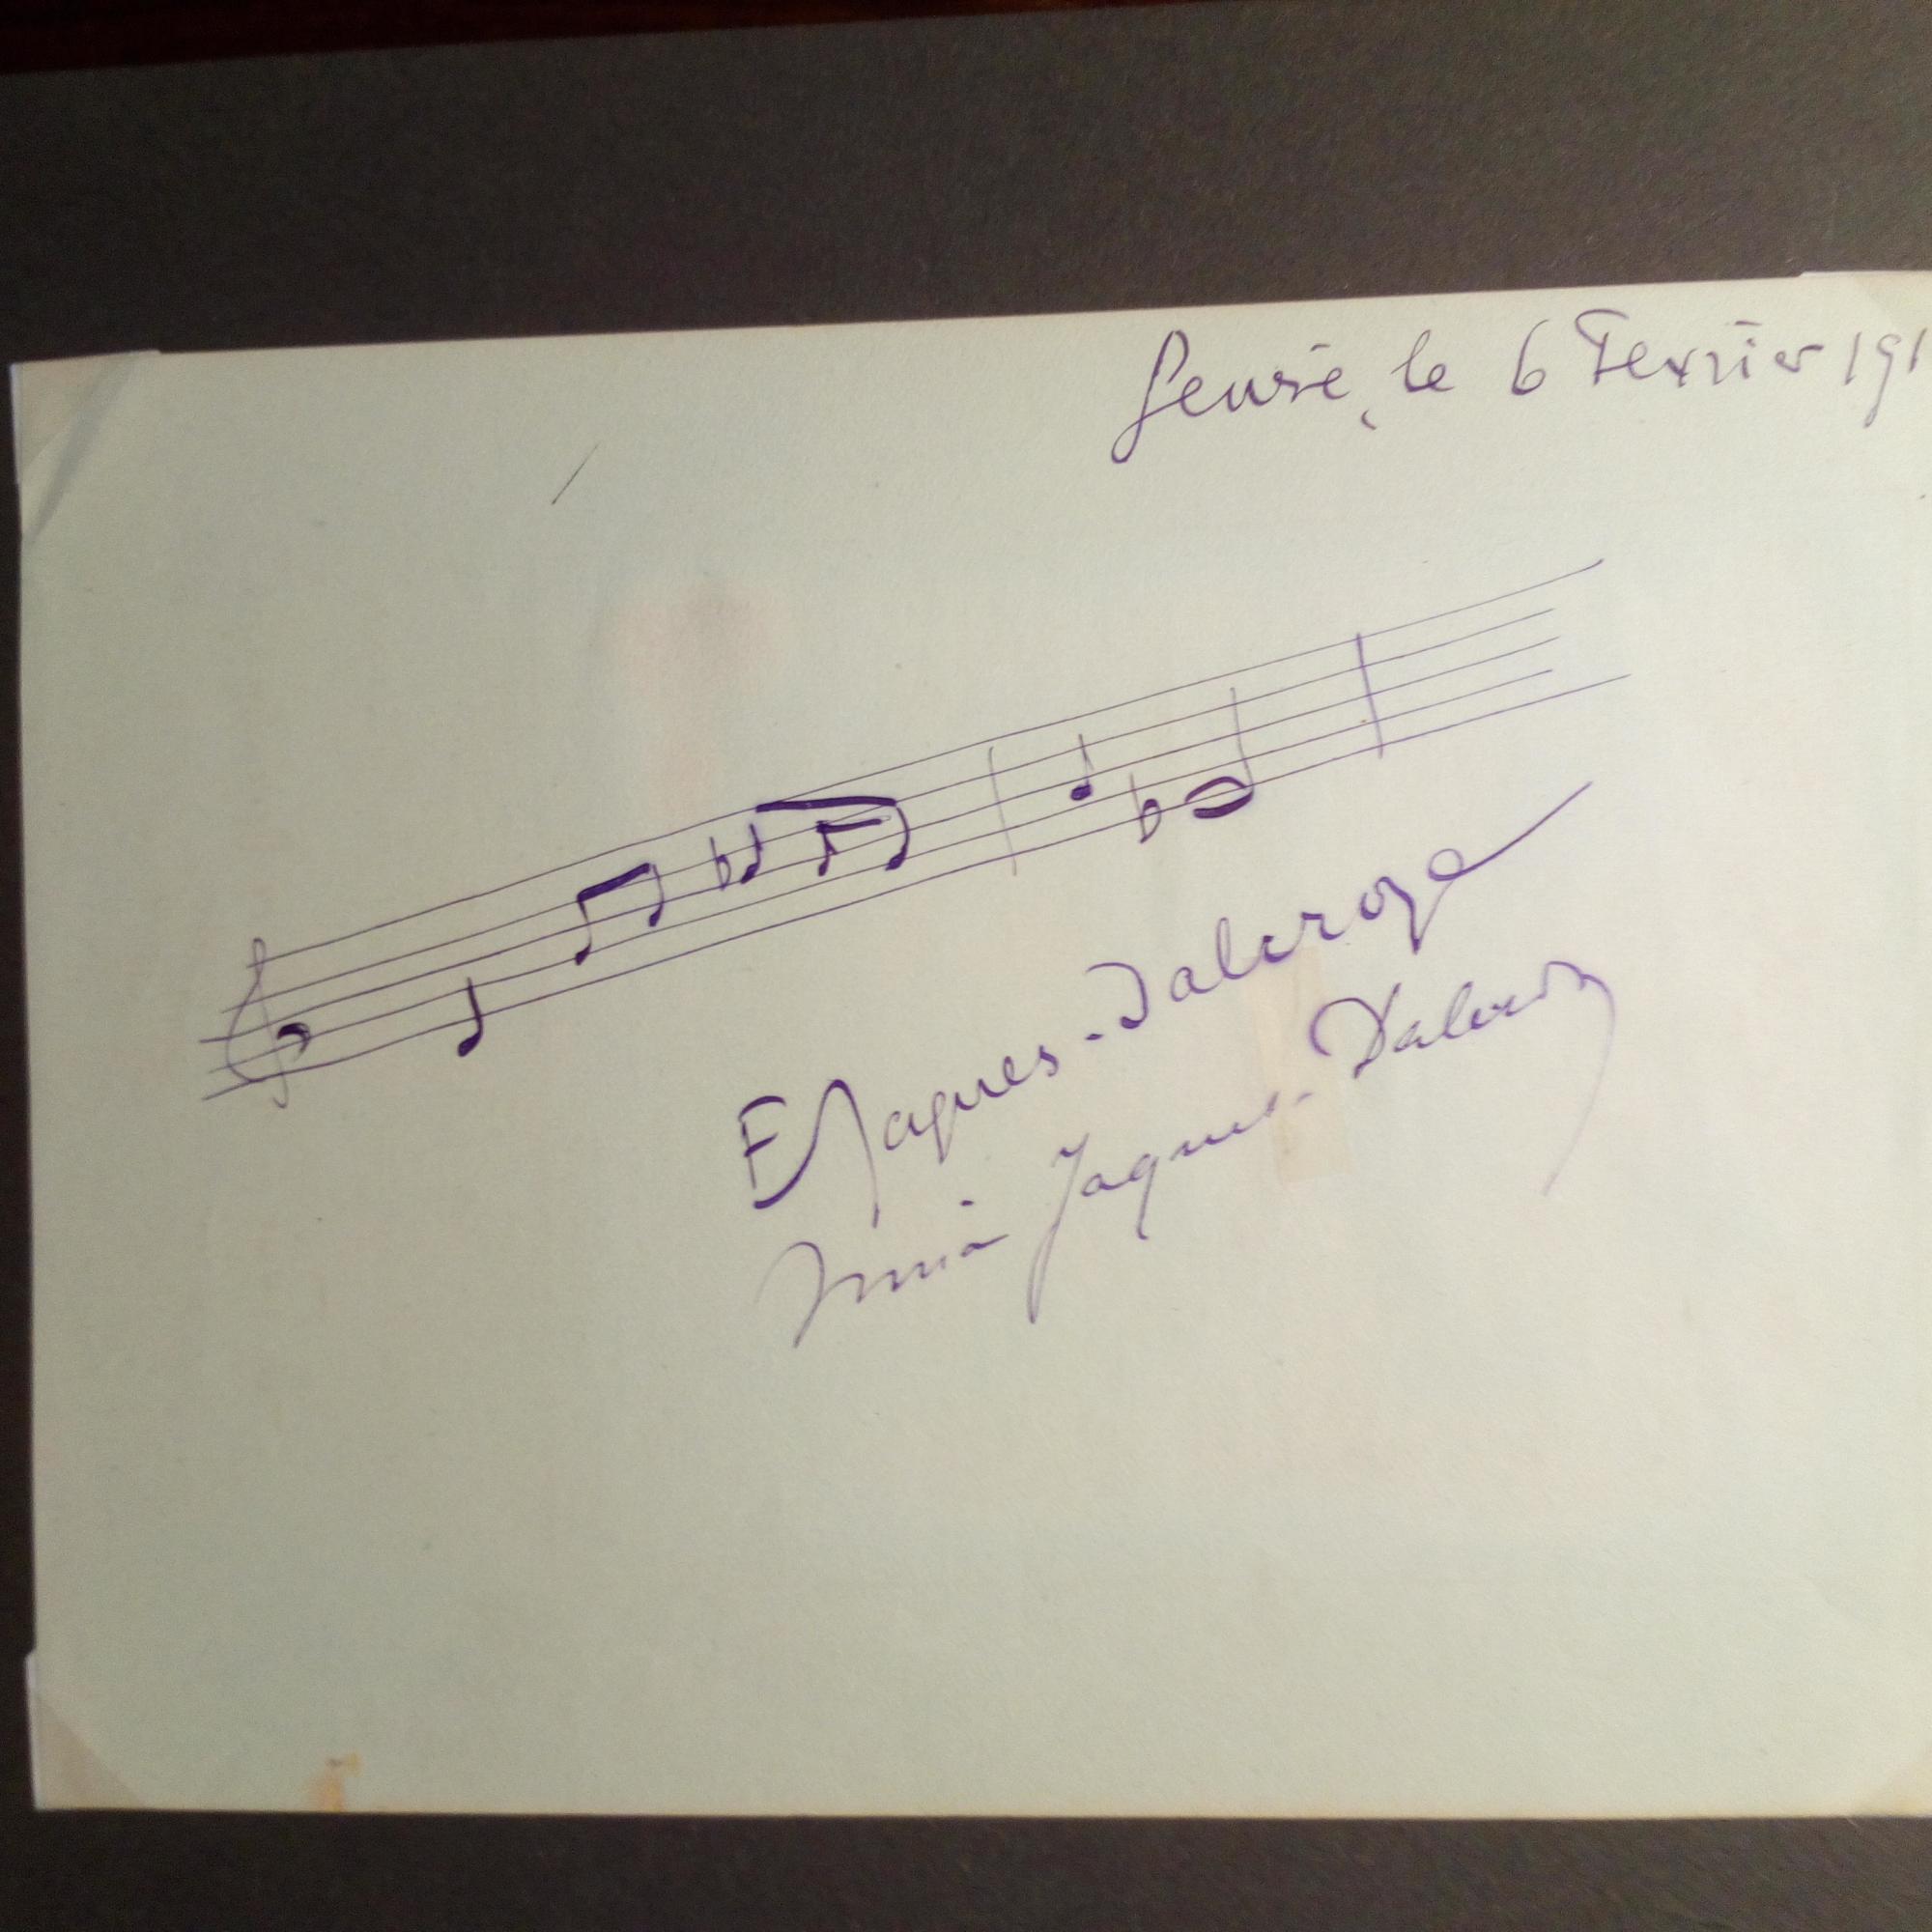 Genève, le 6 Février 191
E Jaques-Dalcroze
Nina Jaques-Dalcroze